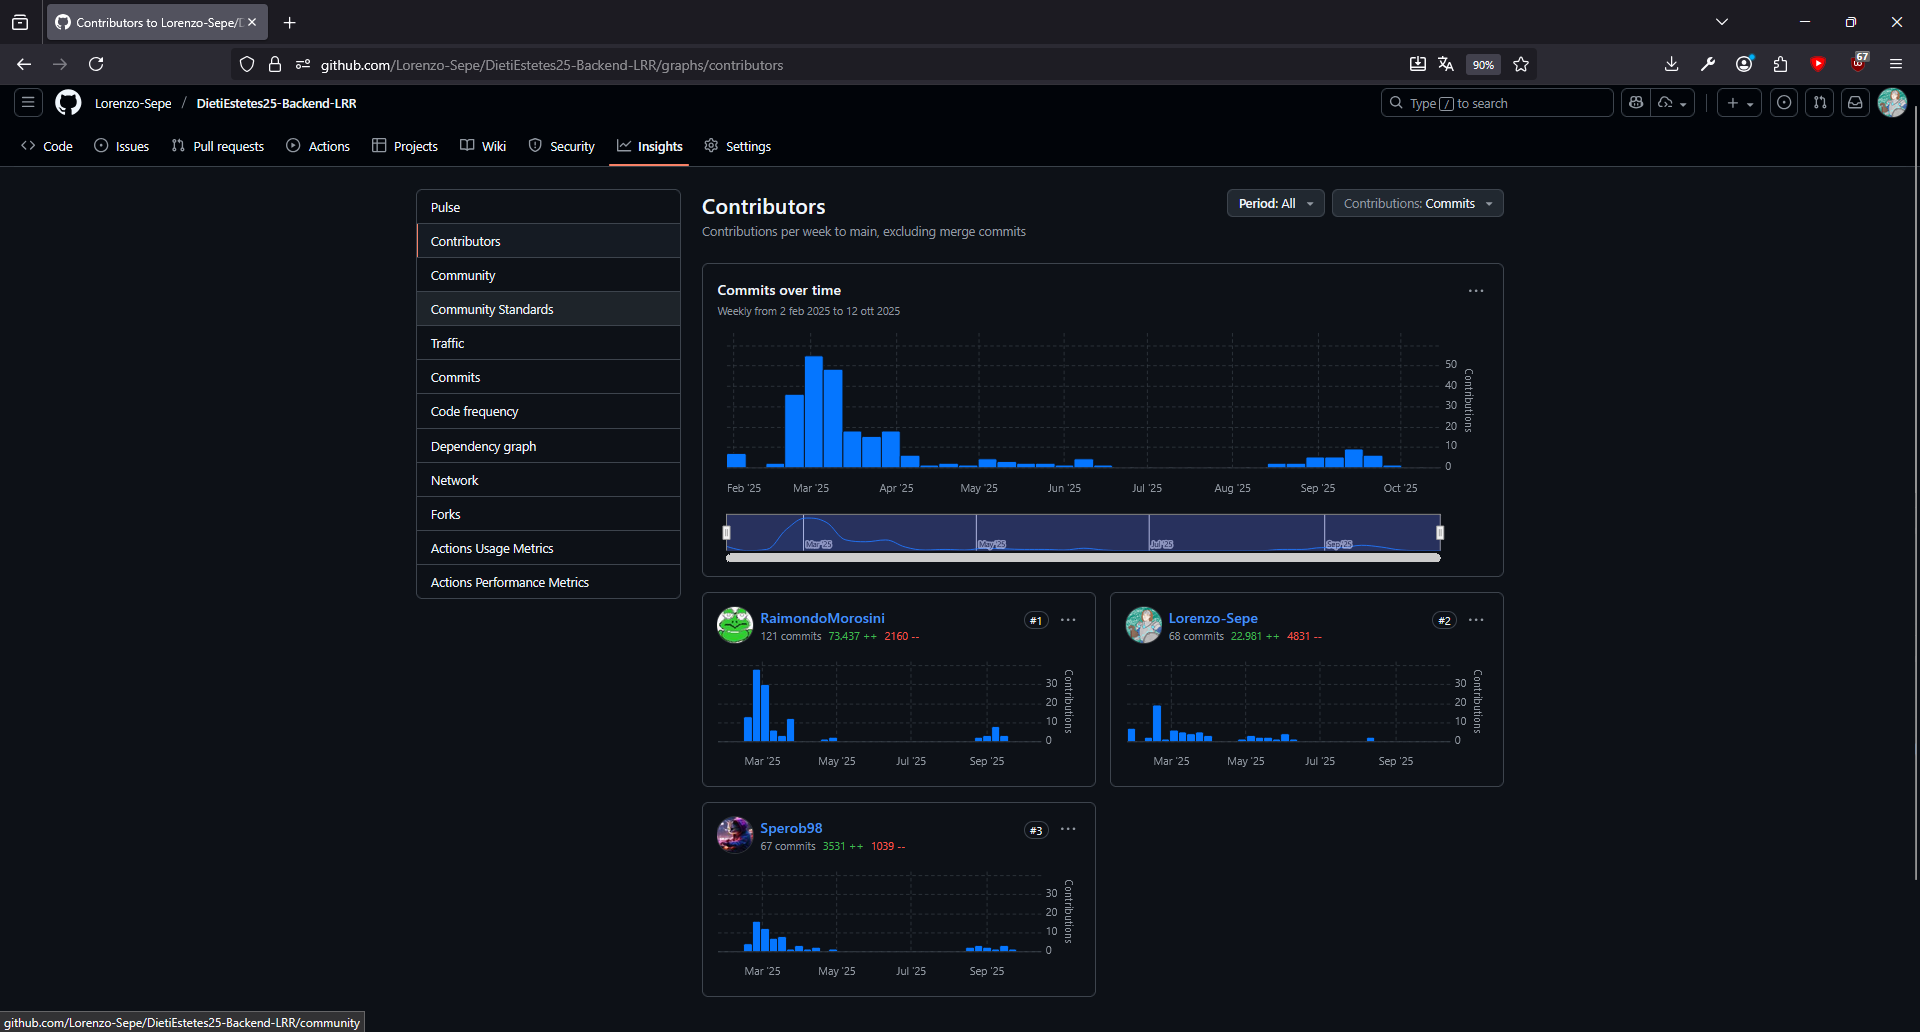 Contributors to Lorenzo-Sepe/D
github.com/Lorenzo-Sepe/DietiEstetes25-Backend-LRR/graphs/contributors
90%
67
Lorenzo-Sepe / DietiEstetes25-Backend-LRR
Type / to search
Code Issues Pull requests Actions Projects Wiki Security Insights Settings
Pulse
Contributors
Community
Community Standards
Traffic
Commits
Code frequency
Dependency graph
Network
Forks
Actions Usage Metrics
Actions Performance Metrics
Contributors
Contributions per week to main, excluding merge commits
Period: All
Contributions: Commits
Commits over time
Weekly from 2 feb 2025 to 12 ott 2025
50
40
30
20
10
0
Contributions
Feb '25 Mar '25 Apr '25 May '25 Jun '25 Jul '25 Aug '25 Sep '25 Oct '25
Mar '25 May '25 Jul '25 Sep '25
RaimondoMorosini
#1
121 commits 73.437 ++ 2160 --
30
20
10
0
Contributions
Mar '25 May '25 Jul '25 Sep '25
Lorenzo-Sepe
#2
68 commits 22.981 ++ 4831 --
30
20
10
0
Contributions
Mar '25 May '25 Jul '25 Sep '25
Sperob98
#3
67 commits 3531 ++ 1039 --
30
20
10
0
Contributions
Mar '25 May '25 Jul '25 Sep '25
github.com/Lorenzo-Sepe/DietiEstetes25-Backend-LRR/community